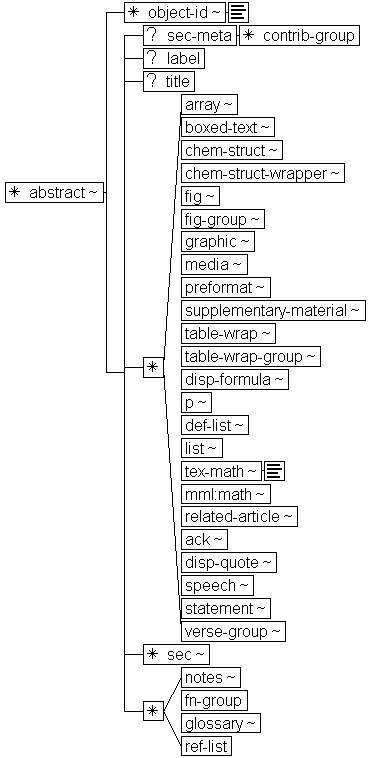 * object-id ~
? sec-meta * contrib-group
? label
? title
array ~
boxed-text ~
chem-struct ~
chem-struct-wrapper ~
* abstract ~
fig ~
fig-group ~
graphic ~
media ~
preformat ~
supplementary-material ~
table-wrap ~
table-wrap-group ~
*
disp-formula ~
p ~
def-list ~
list ~
tex-math ~
mml:math ~
related-article ~
ack ~
disp-quote ~
speech ~
statement ~
verse-group ~
* sec ~
notes ~
fn-group
*
glossary ~
ref-list